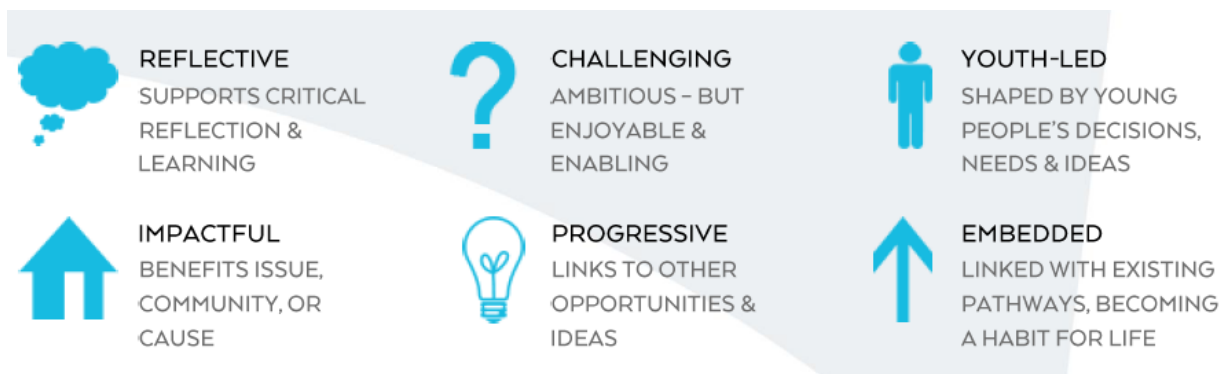 REFLECTIVE
SUPPORTS CRITICAL
REFLECTION &
LEARNING
CHALLENGING
AMBITIOUS – BUT
ENJOYABLE &
ENABLING
YOUTH-LED
SHAPED BY YOUNG
PEOPLE'S DECISIONS,
NEEDS & IDEAS
IMPACTFUL
BENEFITS ISSUE,
COMMUNITY, OR
CAUSE
PROGRESSIVE
LINKS TO OTHER
OPPORTUNITIES &
IDEAS
EMBEDDED
LINKED WITH EXISTING
PATHWAYS, BECOMING
A HABIT FOR LIFE